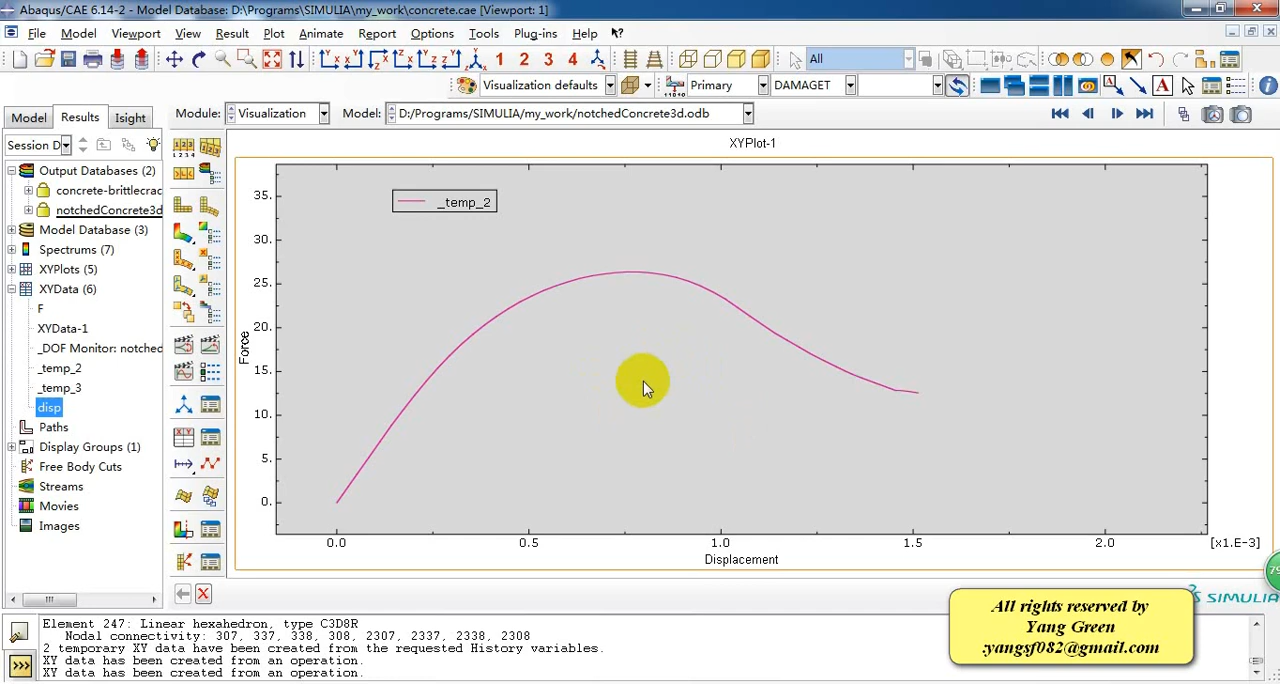 Abaqus/CAE 6.14-2 - Model Database: D:\Programs\SIMULIA\my_work\concrete.cae [Viewport: 1]
File Model Viewport View Result Plot Animate Report Options Tools Plug-ins Help
1 2 3 4 All
Visualization defaults Primary DAMAGET
Model Results Isight Module: Visualization Model: D:/Programs/SIMULIA/my_work/notchedConcrete3d.odb
Session D
XYPlot-1
Output Databases (2)
concrete-brittlecrac
notchedConcrete3d
Model Database (3)
Spectrums (7)
XYPlots (5)
XYData (6)
F
XYData-1
_DOF Monitor: notched
_temp_2
_temp_3
disp
Paths
Display Groups (1)
Free Body Cuts
Streams
Movies
Images
_temp_2
35.
30.
25.
20.
15.
10.
5.
0.
Force
0.0 0.5 1.0 1.5 2.0 [x1.E-3]
Displacement
SIMULIA
Element 247: Linear hexahedron, type C3D8R
Nodal connectivity: 307, 337, 338, 308, 2307, 2337, 2338, 2308
2 temporary XY data have been created from the requested History variables.
XY data has been created from an operation.
XY data has been created from an operation.
All rights reserved by
Yang Green
:yangsf082@gmail.com